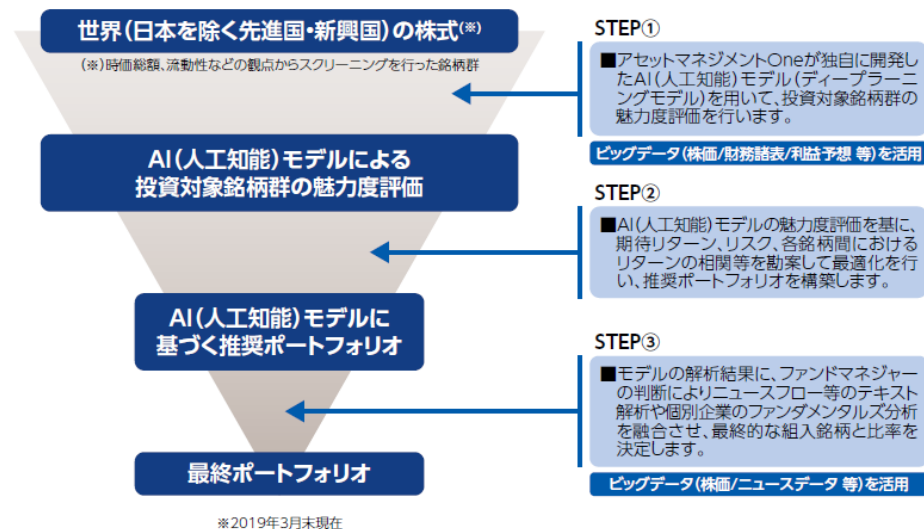 世界(日本を除く先進国・新興国)の株式(※)
(※)時価総額、流動性などの観点からスクリーニングを行った銘柄群
AI(人工知能)モデルによる
投資対象銘柄群の魅力度評価
AI(人工知能)モデルに
基づく推奨ポートフォリオ
最終ポートフォリオ
※2019年3月末現在
STEP①
■アセットマネジメントOneが独自に開発し
たAI(人工知能)モデル(ディープラーニ
ングモデル)を用いて、投資対象銘柄群の
魅力度評価を行います。
ビッグデータ(株価/財務諸表/利益予想 等)を活用
STEP②
■AI(人工知能)モデルの魅力度評価を基に、
期待リターン、リスク、各銘柄間における
リターンの相関等を勘案して最適化を行
い、推奨ポートフォリオを構築します。
STEP③
■モデルの解析結果に、ファンドマネジャー
の判断によりニュースフロー等のテキスト
解析や個別企業のファンダメンタルズ分析
を融合させ、最終的な組入銘柄と比率を
決定します。
ビッグデータ(株価/ニュースデータ 等)を活用